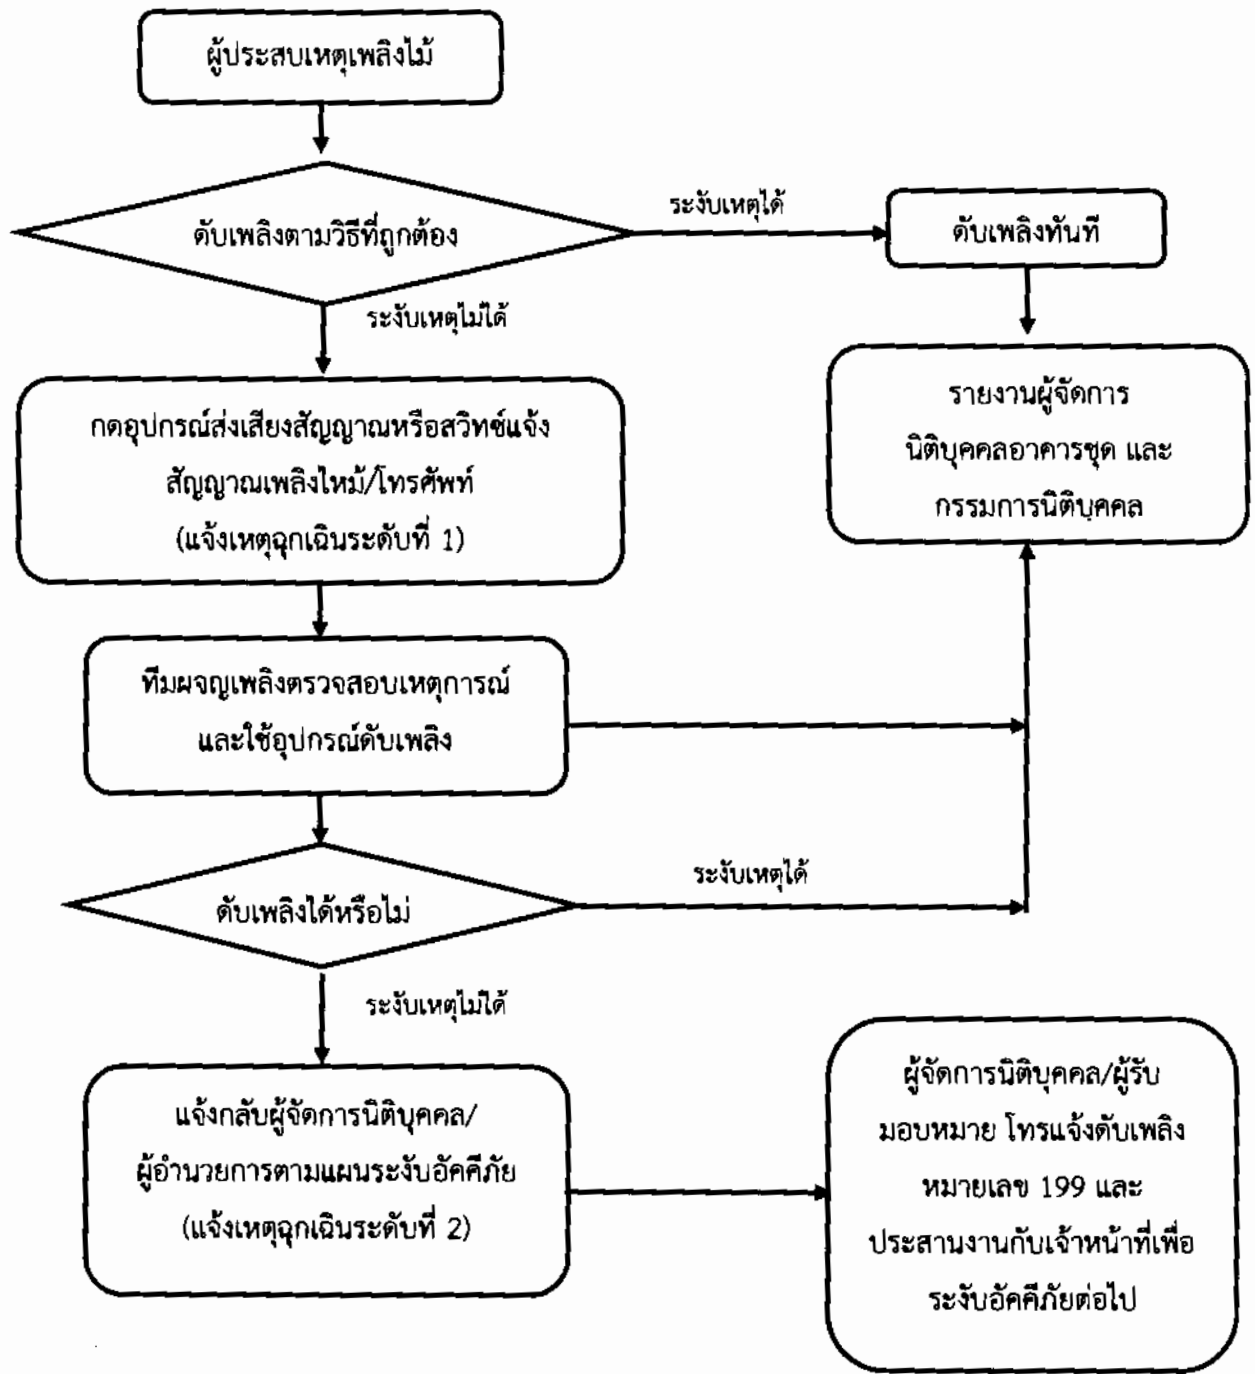 ผู้ประสบเหตุเพลิงไม้
ดับเพลิงตามวิธีที่ถูกต้อง
ระงับเหตุได้
ดับเพลิงทันที
ระงับเหตุไม่ได้
รายงานผู้จัดการ
นิติบุคคลอาคารชุด และ
กรรมการนิติบุคคล
กดอุปกรณ์ส่งเสียงสัญญาณหรือสวิทซ์แจ้ง
สัญญาณเพลิงไหม้/โทรศัพท์
(แจ้งเหตุฉุกเฉินระดับที่ 1)
ทีมผจญเพลิงตรวจสอบเหตุการณ์
และใช้อุปกรณ์ดับเพลิง
ดับเพลิงได้หรือไม่
ระงับเหตุได้
ระงับเหตุไม่ได้
แจ้งกลับผู้จัดการนิติบุคคล/
ผู้อำนวยการตามแผนระงับอัคคีภัย
(แจ้งเหตุฉุกเฉินระดับที่ 2)
ผู้จัดการนิติบุคคล/ผู้รับ
มอบหมาย โทรแจ้งดับเพลิง
หมายเลข 199 และ
ประสานงานกับเจ้าหน้าที่เพื่อ
ระงับอัคคีภัยต่อไป